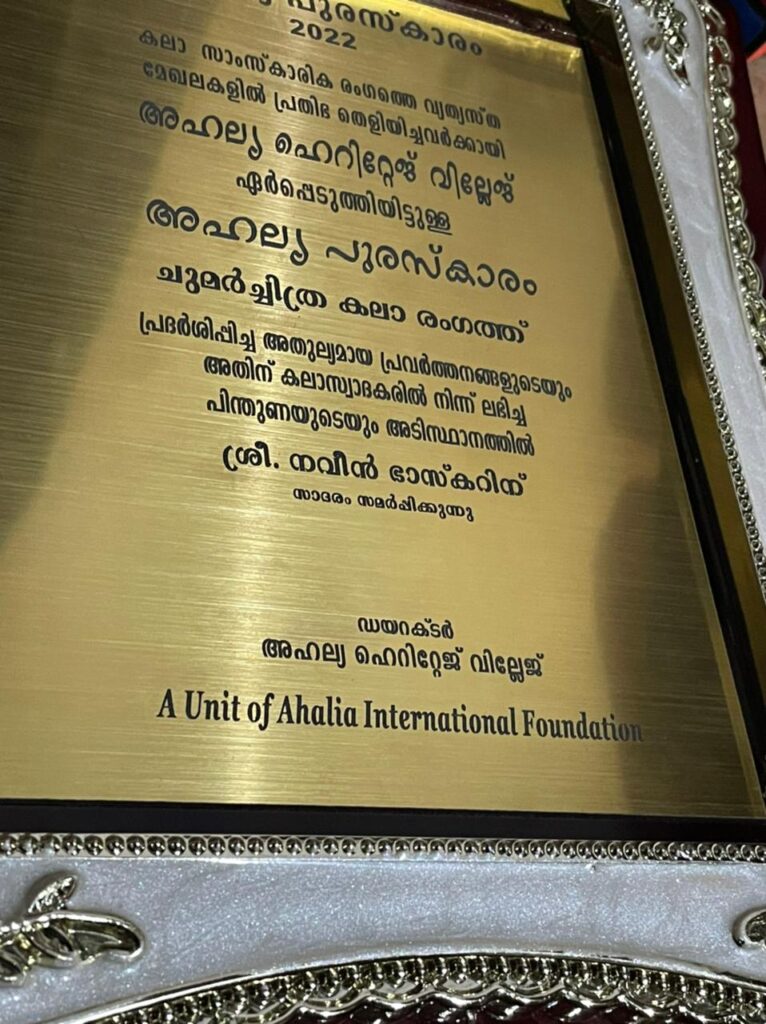 പുരസ്കാരം
2022
കലാ സാംസ്കാരിക രംഗത്തെ വ്യത്യസ്ത
മേഖലകളിൽ പ്രതിഭ തെളിയിച്ചവർക്കായി
അഹല്യ ഹെറിറ്റേജ് വില്ലേജ്
ഏർപ്പെടുത്തിയിട്ടുള്ള
അഹല്യ പുരസ്കാരം
ചുമർച്ചിത്ര കലാ രംഗത്ത്
പ്രദർശിപ്പിച്ച അതുല്യമായ പ്രവർത്തനങ്ങളുടെയും
അതിന് കലാസ്വാദകരിൽ നിന്ന് ലഭിച്ച
പിന്തുണയുടെയും അടിസ്ഥാനത്തിൽ
ശ്രീ. നവീൻ ഭാസ്കറിന്
സാദരം സമർപ്പിക്കുന്നു
ഡയറക്ടർ
അഹല്യ ഹെറിറ്റേജ് വില്ലേജ്
A Unit of Ahalia International Foundation